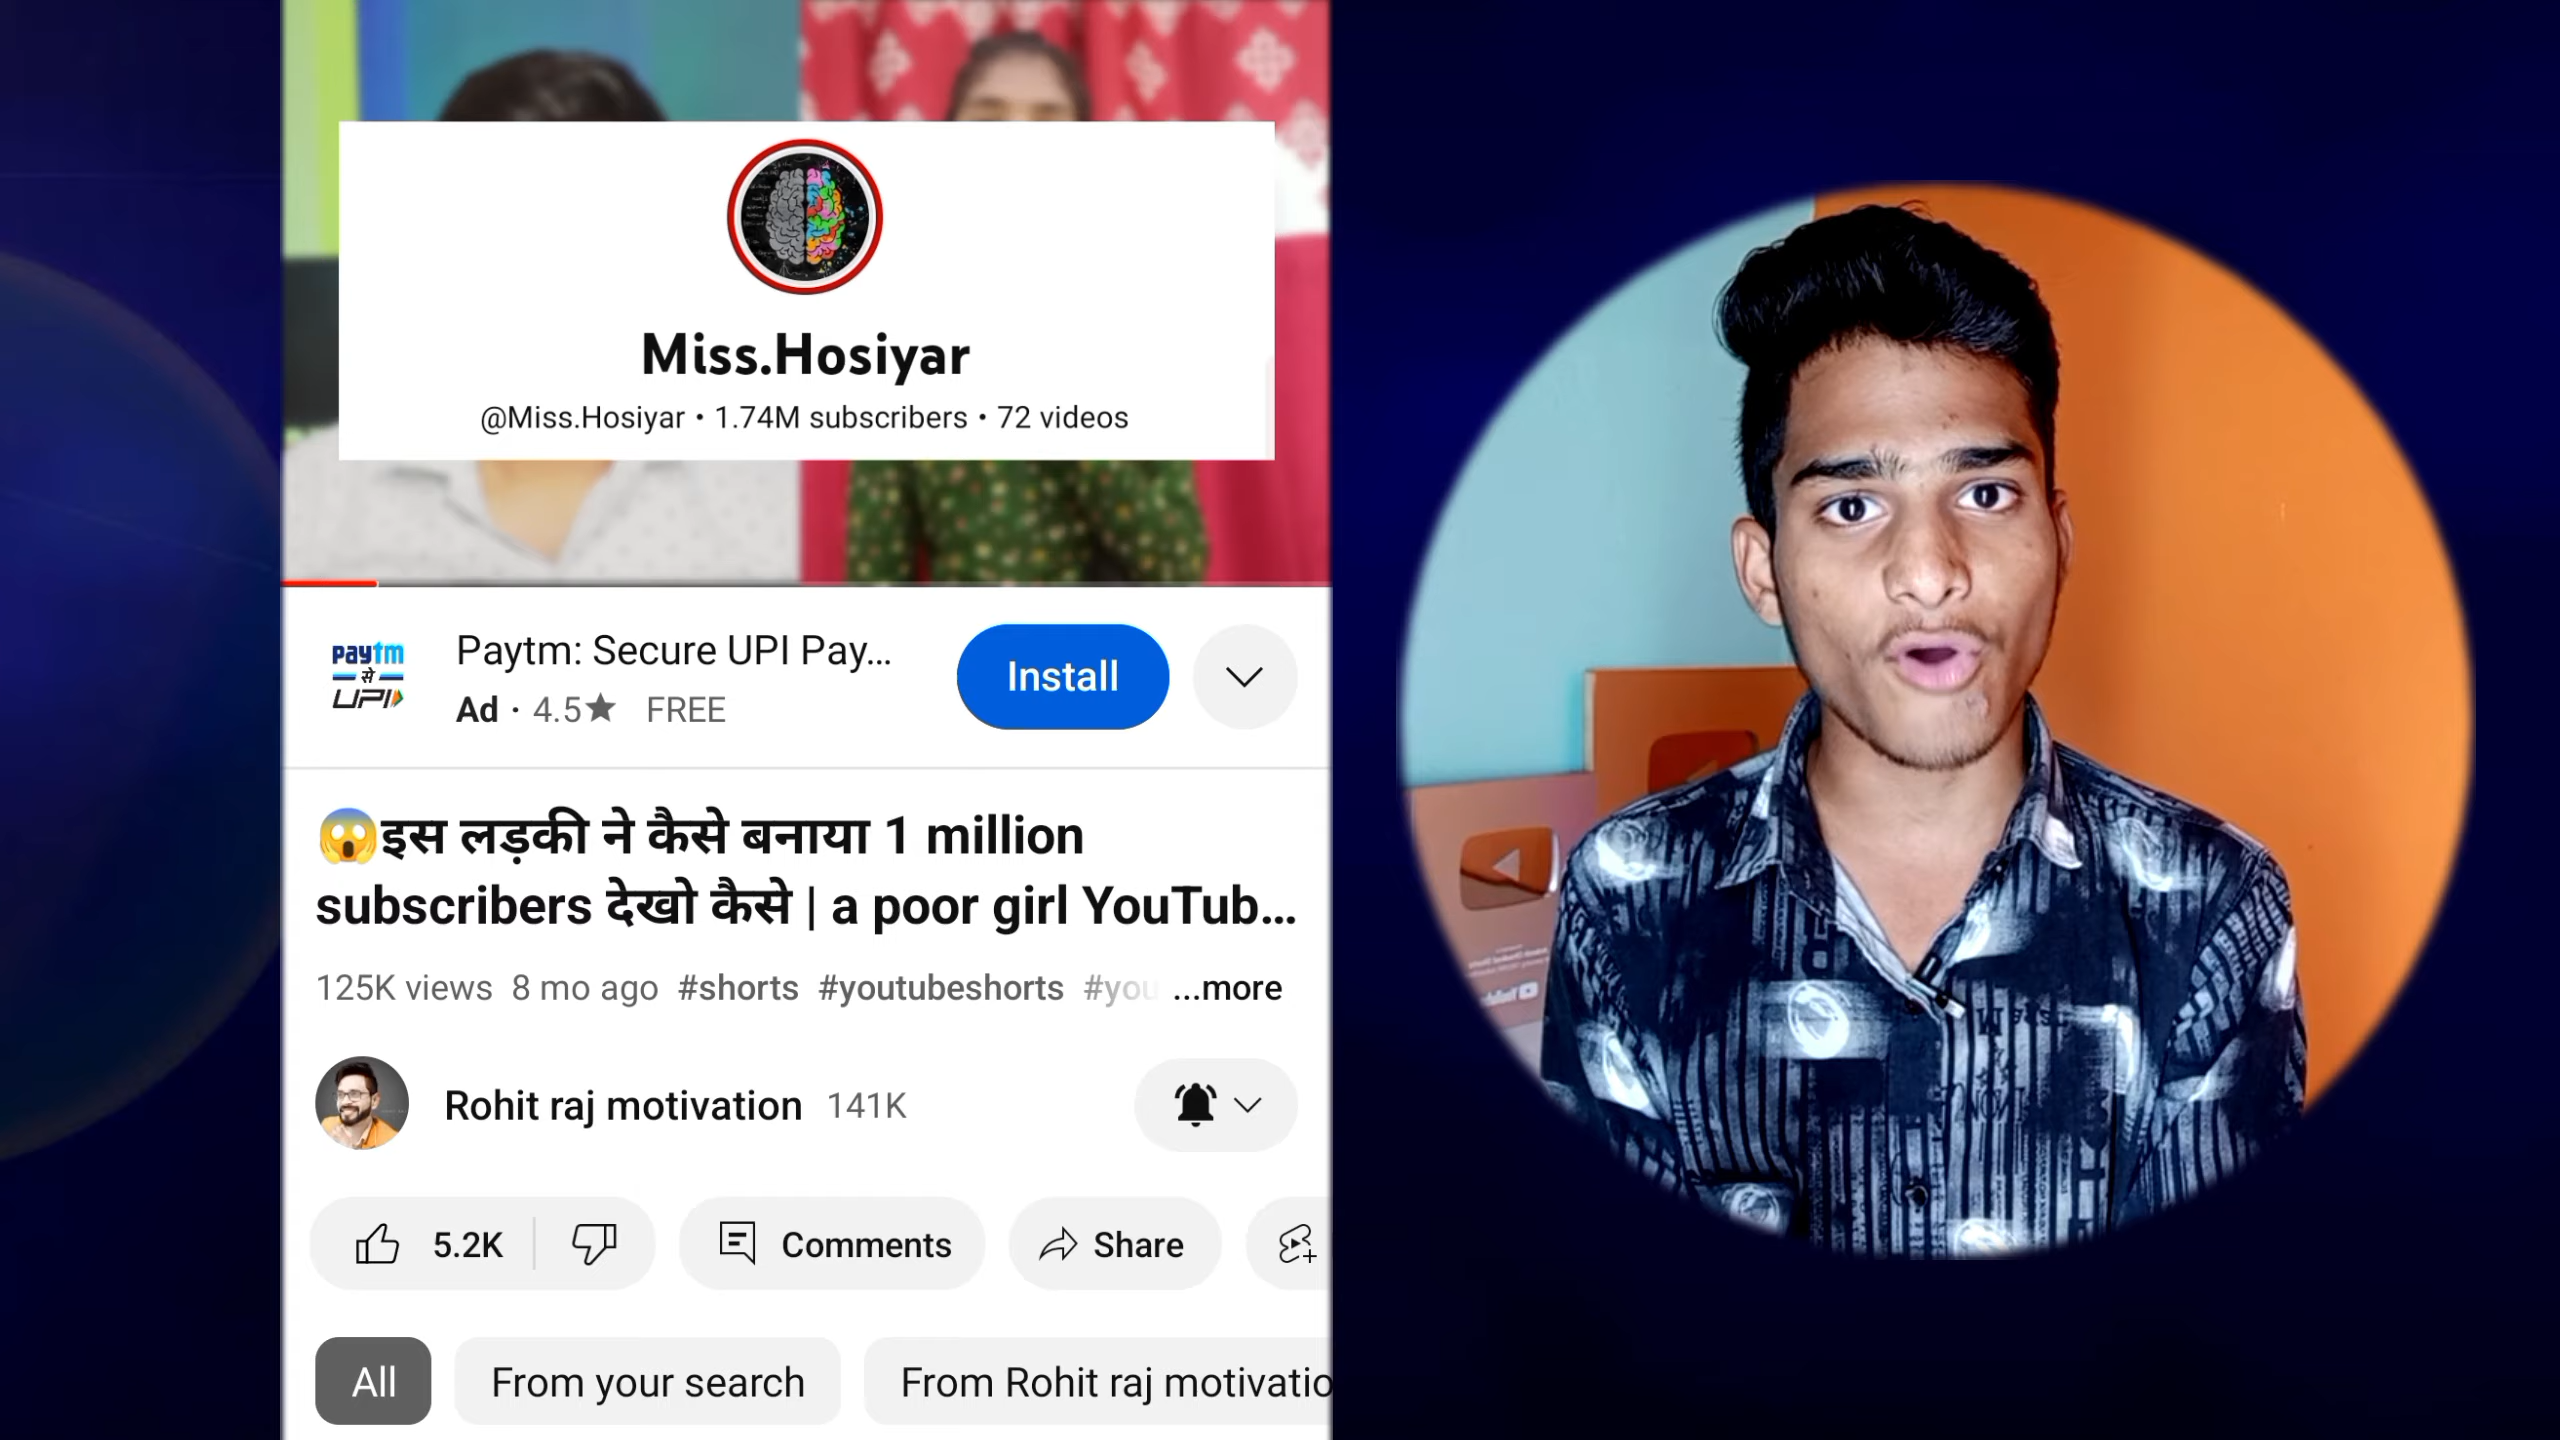 Miss.Hosiyar
@Miss.Hosiyar • 1.74M subscribers • 72 videos
paytm
से
UPI
Paytm: Secure UPI Pay...
Ad • 4.5★ FREE
Install
😱इस लड़की ने कैसे बनाया 1 million
subscribers देखो कैसे | a poor girl YouTub...
125K views 8 mo ago #shorts #youtubeshorts #you ...more
Rohit raj motivation 141K
5.2K
Comments
Share
All
From your search
From Rohit raj motivatio